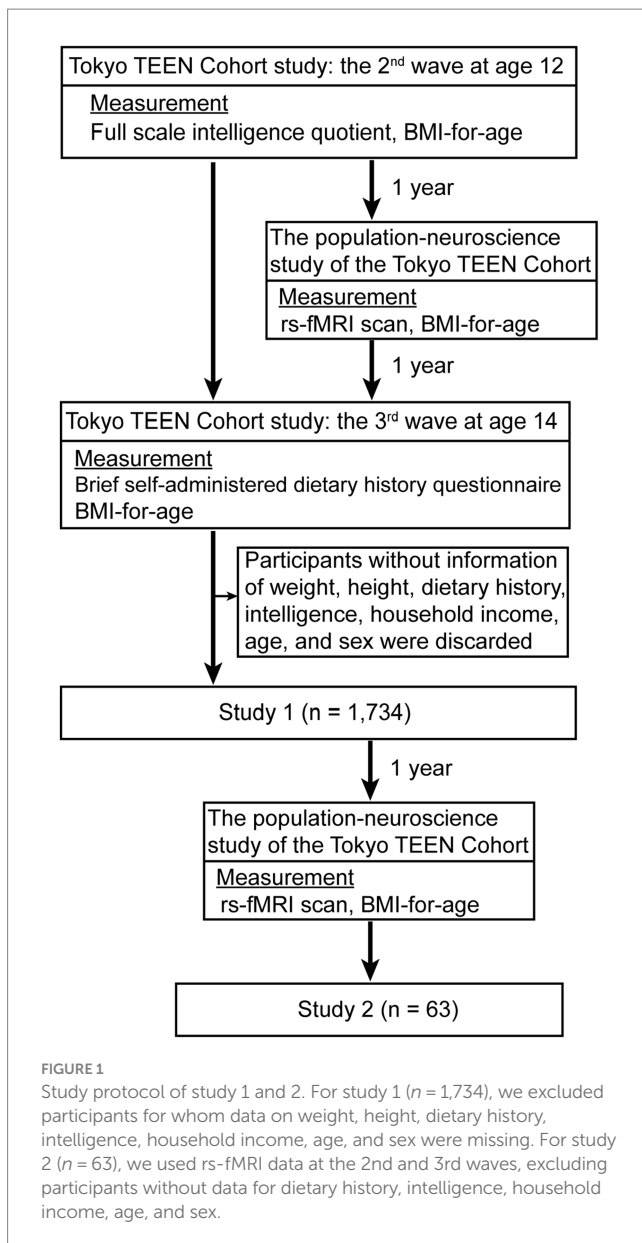 Tokyo TEEN Cohort study: the 2nd wave at age 12
Measurement
Full scale intelligence quotient, BMI-for-age
1 year
The population-neuroscience
study of the Tokyo TEEN Cohort
Measurement
rs-fMRI scan, BMI-for-age
1 year
Tokyo TEEN Cohort study: the 3rd wave at age 14
Measurement
Brief self-administered dietary history questionnaire
BMI-for-age
Participants without information
of weight, height, dietary history,
intelligence, household income,
age, and sex were discarded
Study 1 (n = 1,734)
1 year
The population-neuroscience
study of the Tokyo TEEN Cohort
Measurement
rs-fMRI scan, BMI-for-age
Study 2 (n = 63)
FIGURE 1
Study protocol of study 1 and 2. For study 1 (n = 1,734), we excluded
participants for whom data on weight, height, dietary history,
intelligence, household income, age, and sex were missing. For study
2 (n = 63), we used rs-fMRI data at the 2nd and 3rd waves, excluding
participants without data for dietary history, intelligence, household
income, age, and sex.